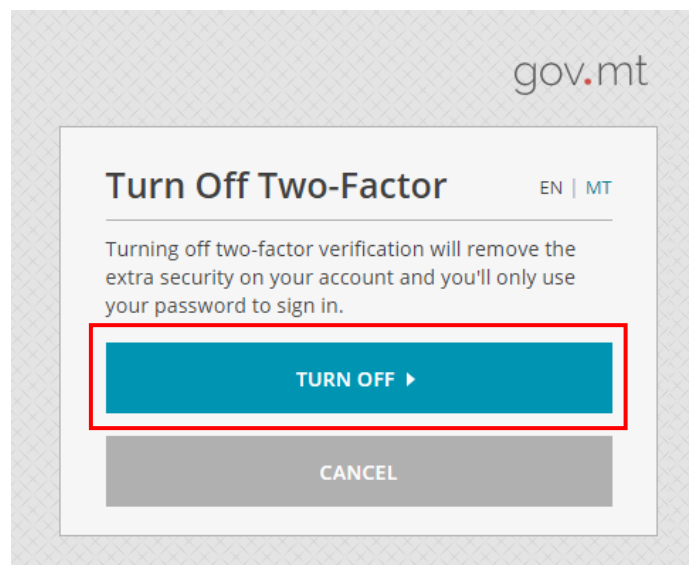 gov.mt
Turn Off Two-Factor
EN | MT
Turning off two-factor verification will remove the
extra security on your account and you'll only use
your password to sign in.
TURN OFF
CANCEL